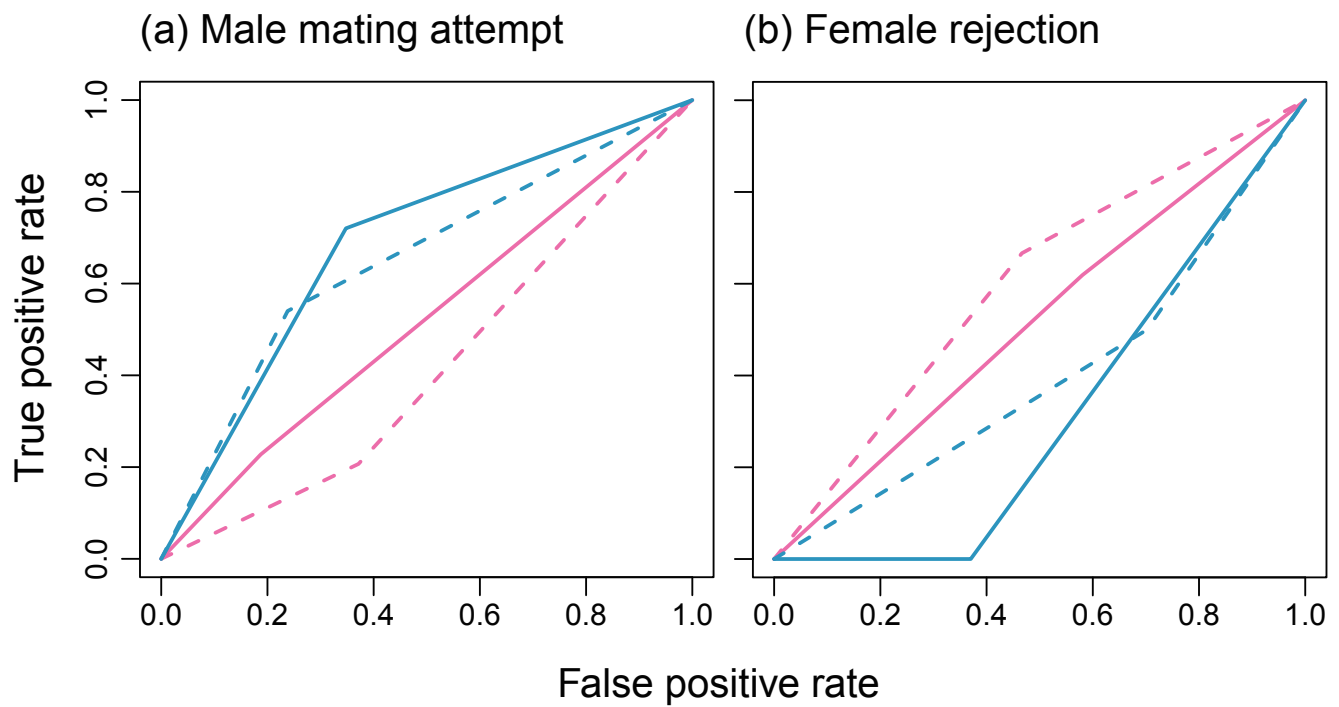 (a) Male mating attempt
(b) Female rejection
True positive rate
1.0
0.8
0.6
0.4
0.2
0.0
0.0 0.2 0.4 0.6 0.8 1.0
0.0 0.2 0.4 0.6 0.8 1.0
False positive rate